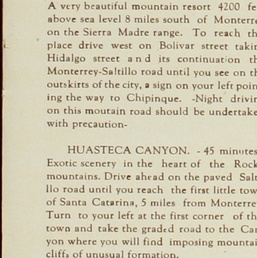 A very beautiful mountain resort 4200 fe
above sea level 8 miles south of Monterre
on the Sierra Madre range. To reach th
place drive west on Bolivar street takin
Hidalgo street and its continuation th
Monterrey-Saltillo road until you see on th
outskirts of the city, a sign on your left poin
ing the way to Chipinque. -Night drivin
on this moutain road should be undertake
with precaution-
HUASTECA CANYON. - 45 minutes
Exotic scenery in the heart of the Rock
mountains. Drive ahead on the paved Salt
llo road until you reach the first little tow
of Santa Catarina, 5 miles from Monterre
Turn to your left at the first corner of th
town and take the graded road to the Can
yon where you will find imposing mountai
cliffs of unusual formation.